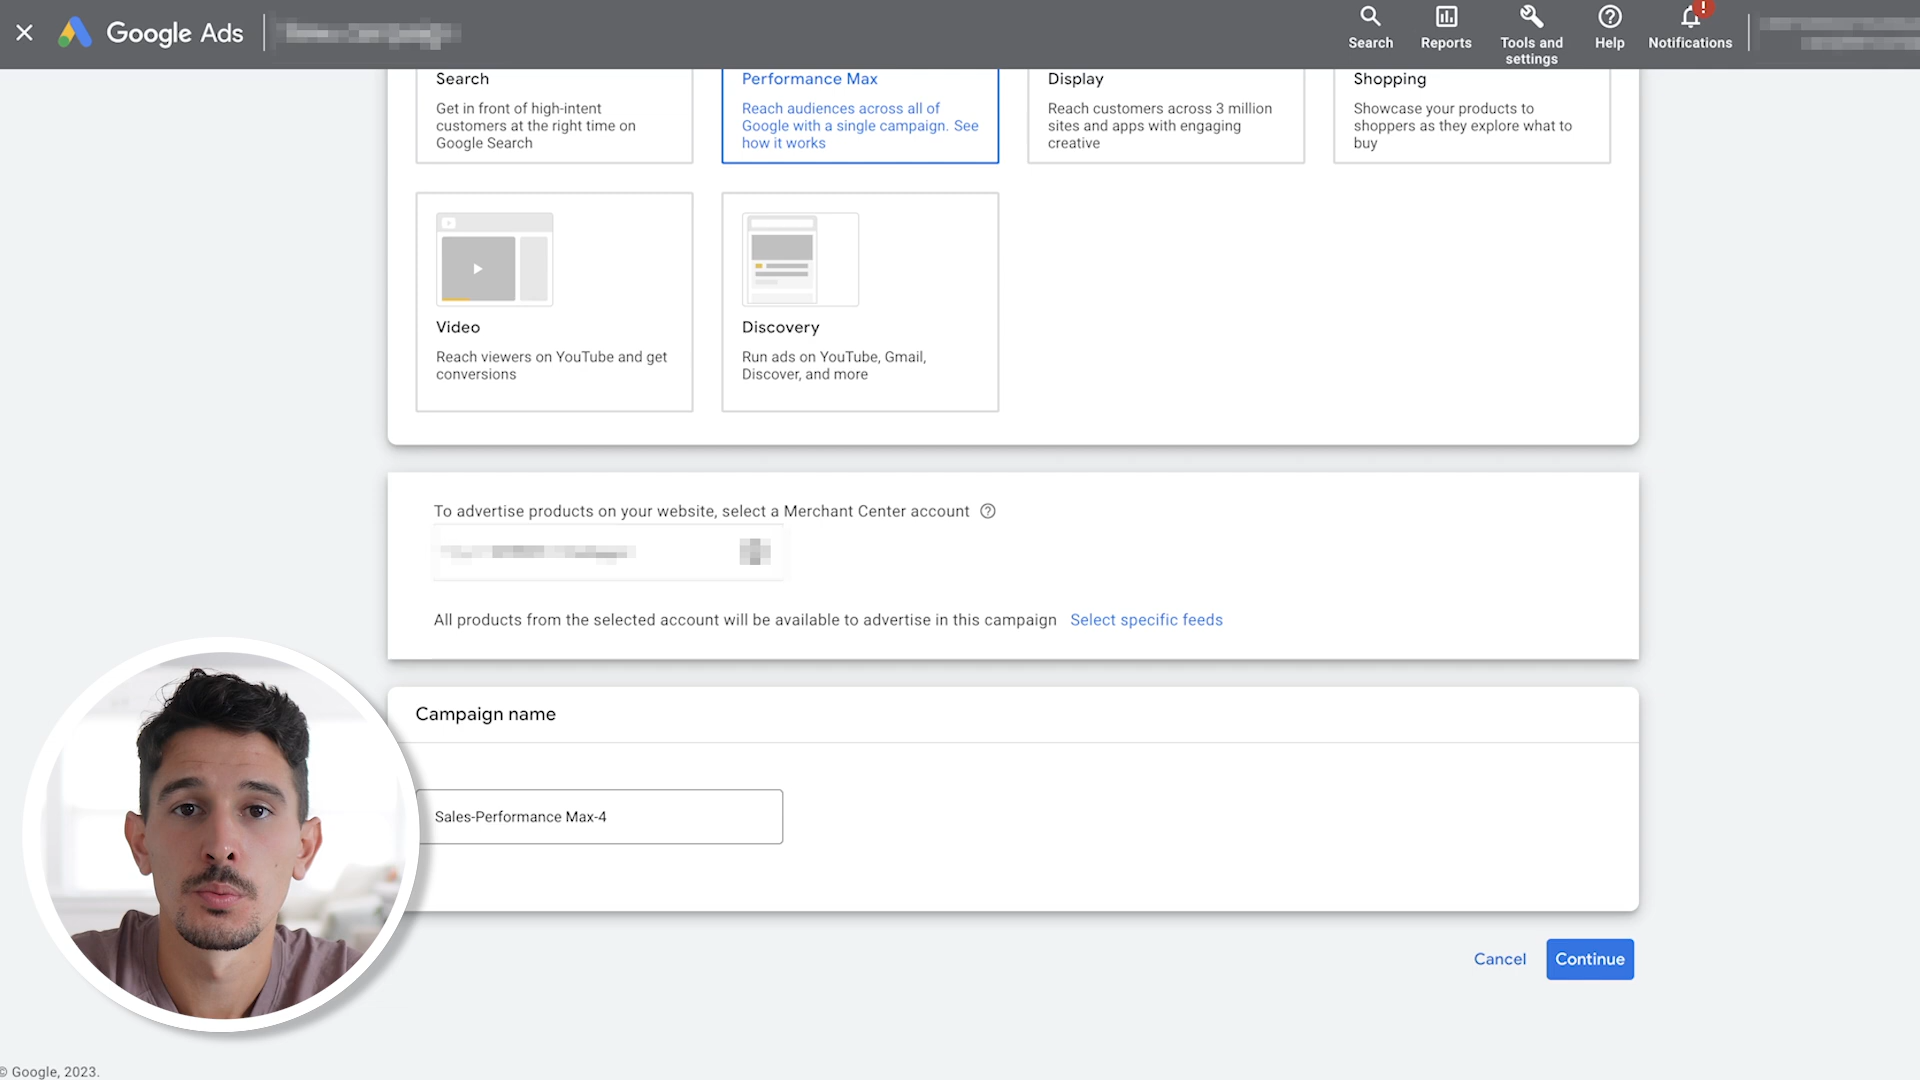 Google Ads
Search
Reports
Tools and
settings
Help
!
Notifications
Search
Get in front of high-intent
customers at the right time on
Google Search
Performance Max
Reach audiences across all of
Google with a single campaign. See
how it works
Display
Reach customers across 3 million
sites and apps with engaging
creative
Shopping
Showcase your products to
shoppers as they explore what to
buy
Video
Reach viewers on YouTube and get
conversions
Discovery
Run ads on YouTube, Gmail,
Discover, and more
To advertise products on your website, select a Merchant Center account ?
All products from the selected account will be available to advertise in this campaign Select specific feeds
Campaign name
Sales-Performance Max-4
Cancel
Continue
© Google, 2023.